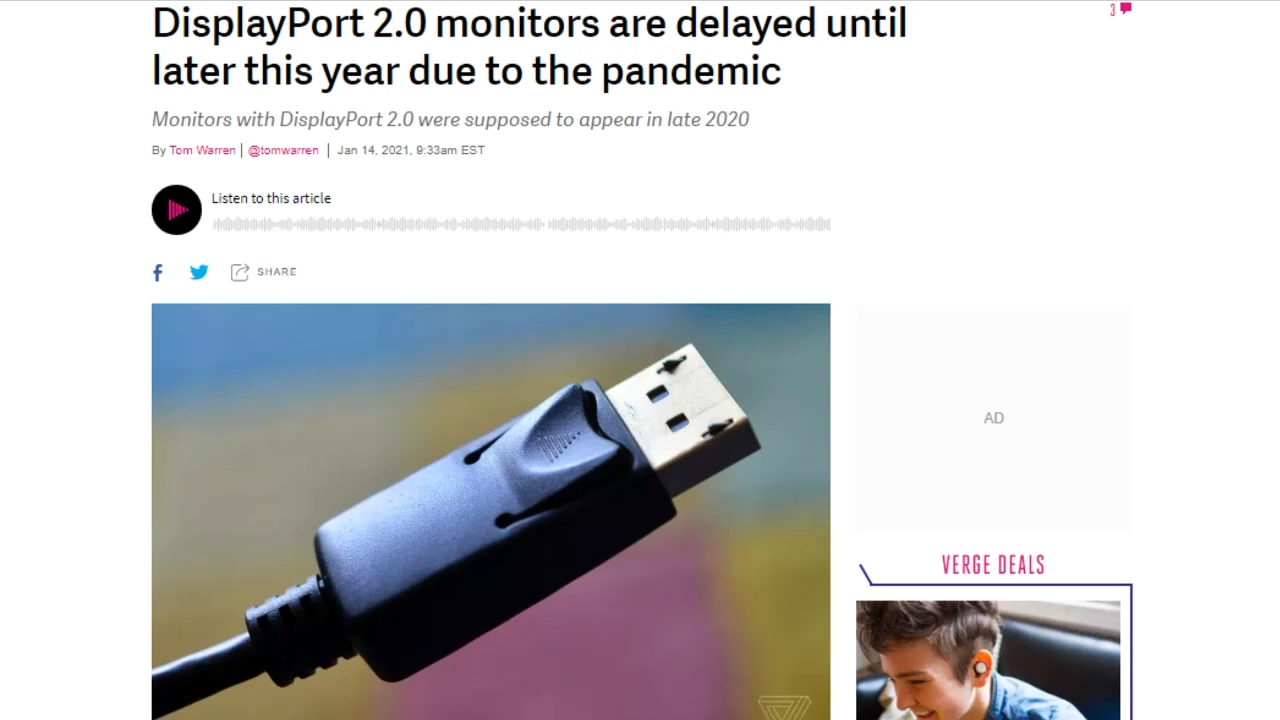 DisplayPort 2.0 monitors are delayed until
later this year due to the pandemic
3
Monitors with DisplayPort 2.0 were supposed to appear in late 2020
By Tom Warren | @tomwarren | Jan 14, 2021, 9:33am EST
Listen to this article
SHARE
AD
VERGE DEALS